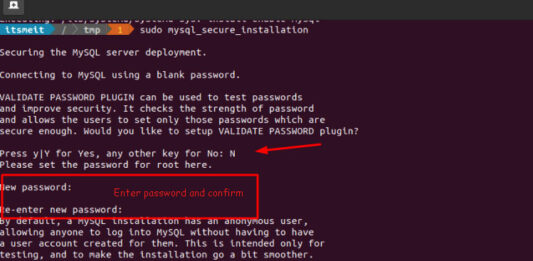 itsmeit / tmp 1 sudo mysql_secure_installation
Securing the MySQL server deployment.
Connecting to MySQL using a blank password.
VALIDATE PASSWORD PLUGIN can be used to test passwords
and improve security. It checks the strength of password
and allows the users to set only those passwords which are
secure enough. Would you like to setup VALIDATE PASSWORD plugin?
Press y|Y for Yes, any other key for No: N
Please set the password for root here.
New password:
Enter password and confirm
Re-enter new password:
By default, a MySQL installation has an anonymous user,
allowing anyone to log into MySQL without having to have
a user account created for them. This is intended only for
testing, and to make the installation go a bit smoother.